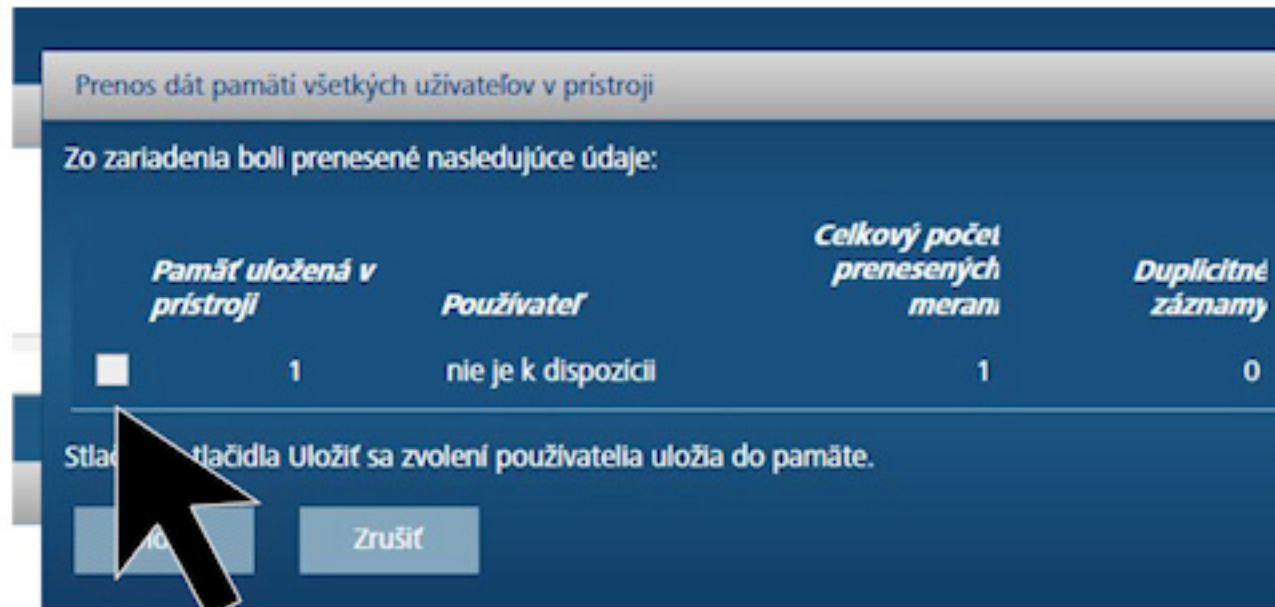 Prenos dát pamätí všetkých užívateľov v prístroji
Zo zariadenia boli prenesené nasledujúce údaje:
Pamäť uložená v prístroji
Používateľ
Celkový počet prenesených meraní
Duplicitné záznamy
1 nie je k dispozícii 1 0
tlačidla Uložiť sa zvolení používatelia uložia do pamäte.
Zrušiť